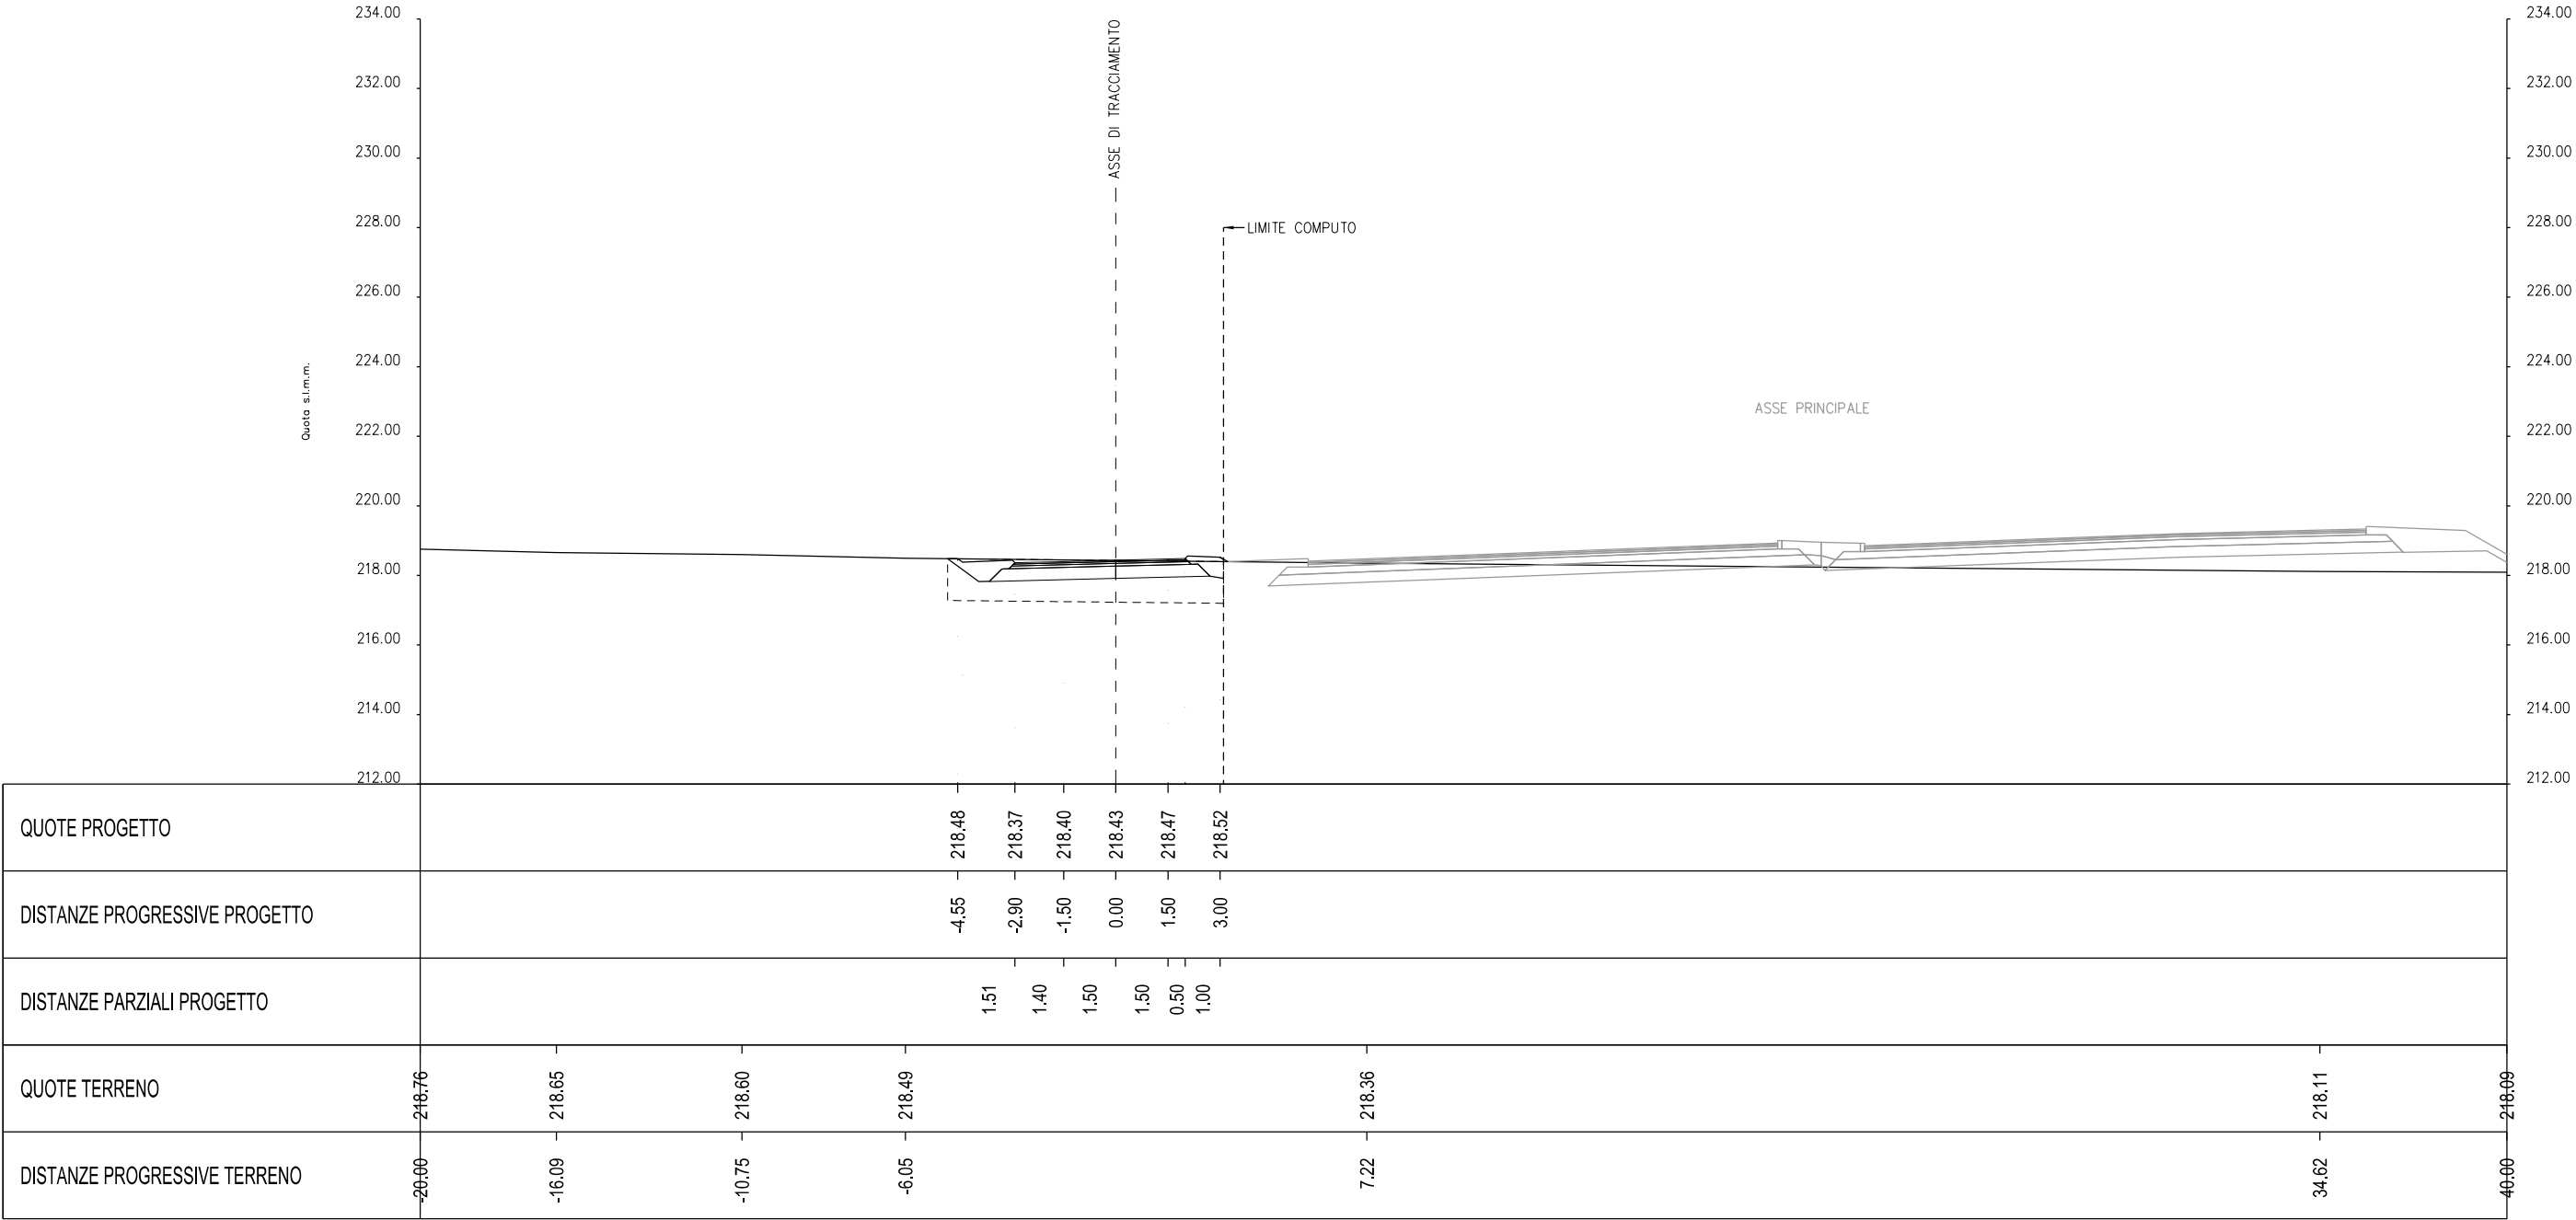 234.00
234.00
232.00
232.00
230.00
230.00
228.00
228.00
226.00
226.00
224.00
224.00
222.00
222.00
220.00
220.00
218.00
218.00
216.00
216.00
214.00
214.00
212.00
212.00
Quota s.l.m.m.
ASSE DI TRACCIAMENTO
LIMITE COMPUTO
ASSE PRINCIPALE
QUOTE PROGETTO
218.48 218.37 218.40 218.43 218.47 218.52
DISTANZE PROGRESSIVE PROGETTO
-4.55 -2.90 -1.50 0.00 1.50 3.00
DISTANZE PARZIALI PROGETTO
1.51 1.40 1.50 1.50 0.50 1.00
QUOTE TERRENO
218.76 218.65 218.60 218.49 218.36 218.11 218.09
DISTANZE PROGRESSIVE TERRENO
-20.00 -16.09 -10.75 -6.05 7.22 34.62 40.00